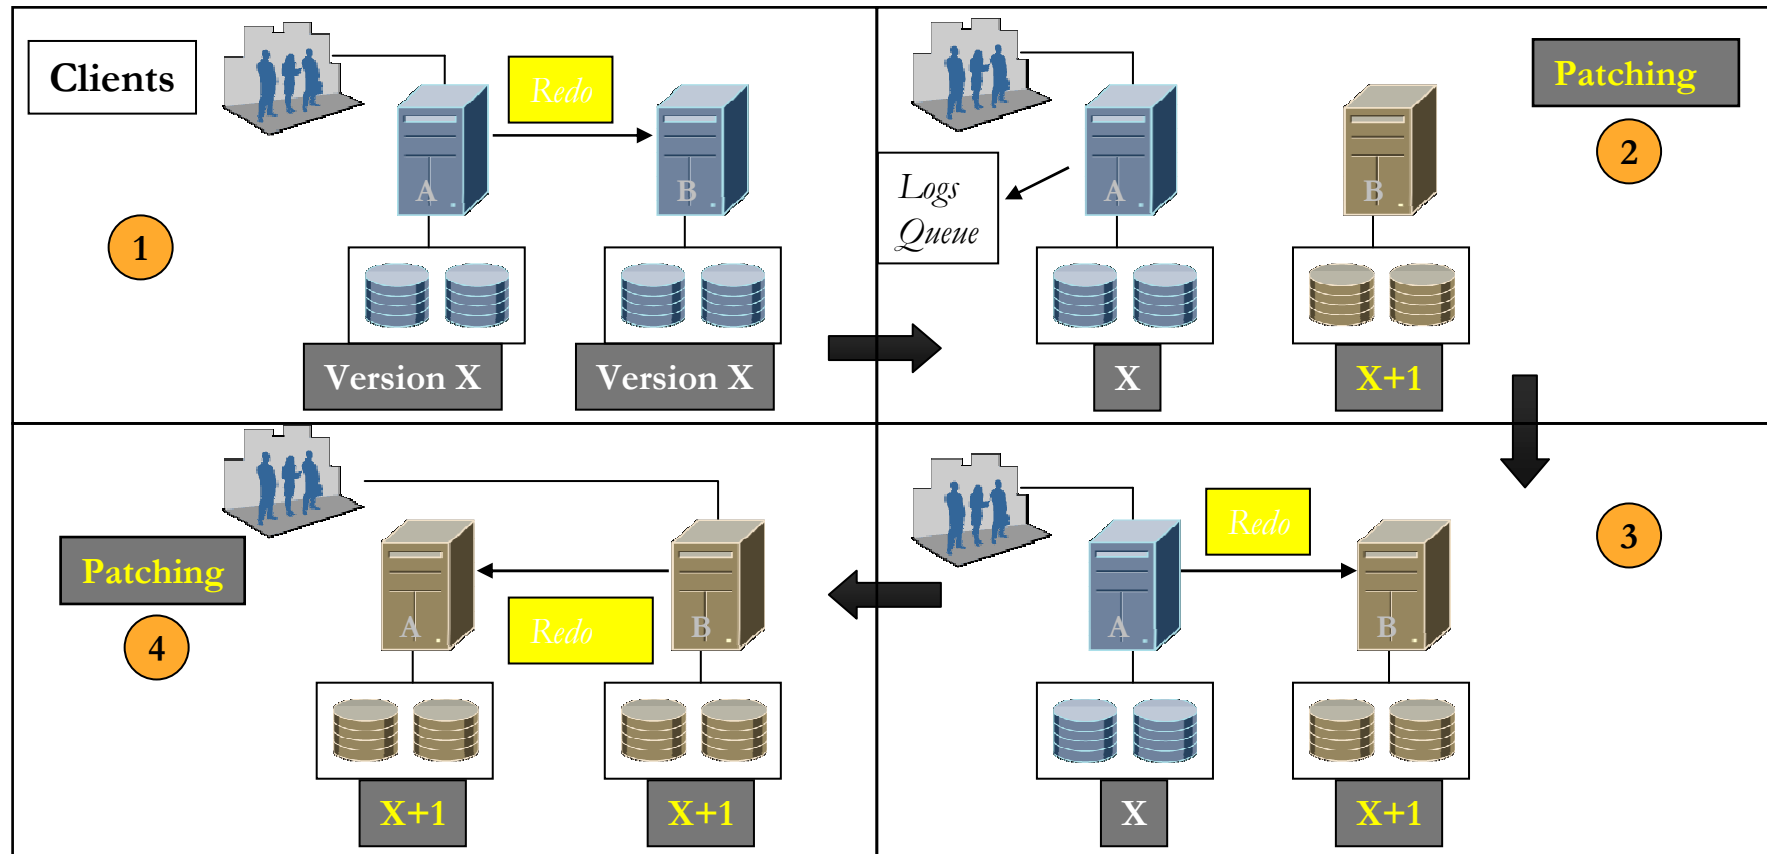 Clients
Redo
A
B
1
Version X
Version X
Patching
2
Logs
Queue
A
B
X
X+1
3
Redo
A
B
X
X+1
Patching
4
A
Redo
B
X+1
X+1